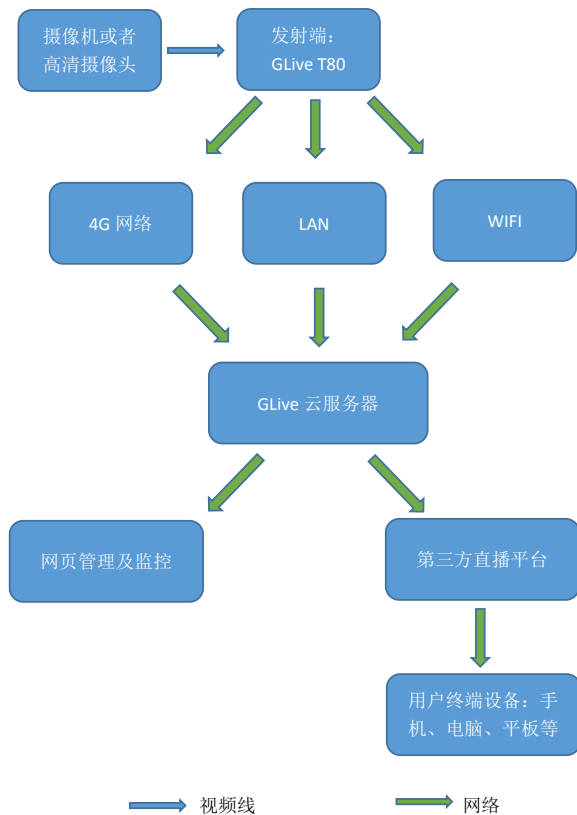 摄像机或者
高清摄像头
发射端：
GLive T80
4G 网络
LAN
WIFI
GLive 云服务器
网页管理及监控
第三方直播平台
用户终端设备：手
机、电脑、平板等
视频线
网络